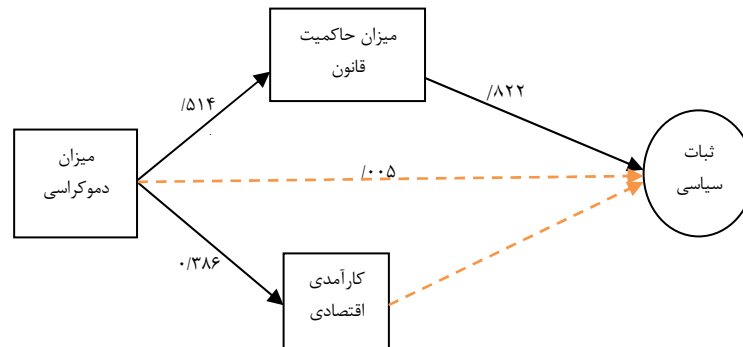 میزان حاکمیت
قانون
/۵۱۴
/۸۲۲
میزان
دموکراسی
/۰۰۵
ثبات
سیاسی
۰/۳۸۶
کارآمدی
اقتصادی